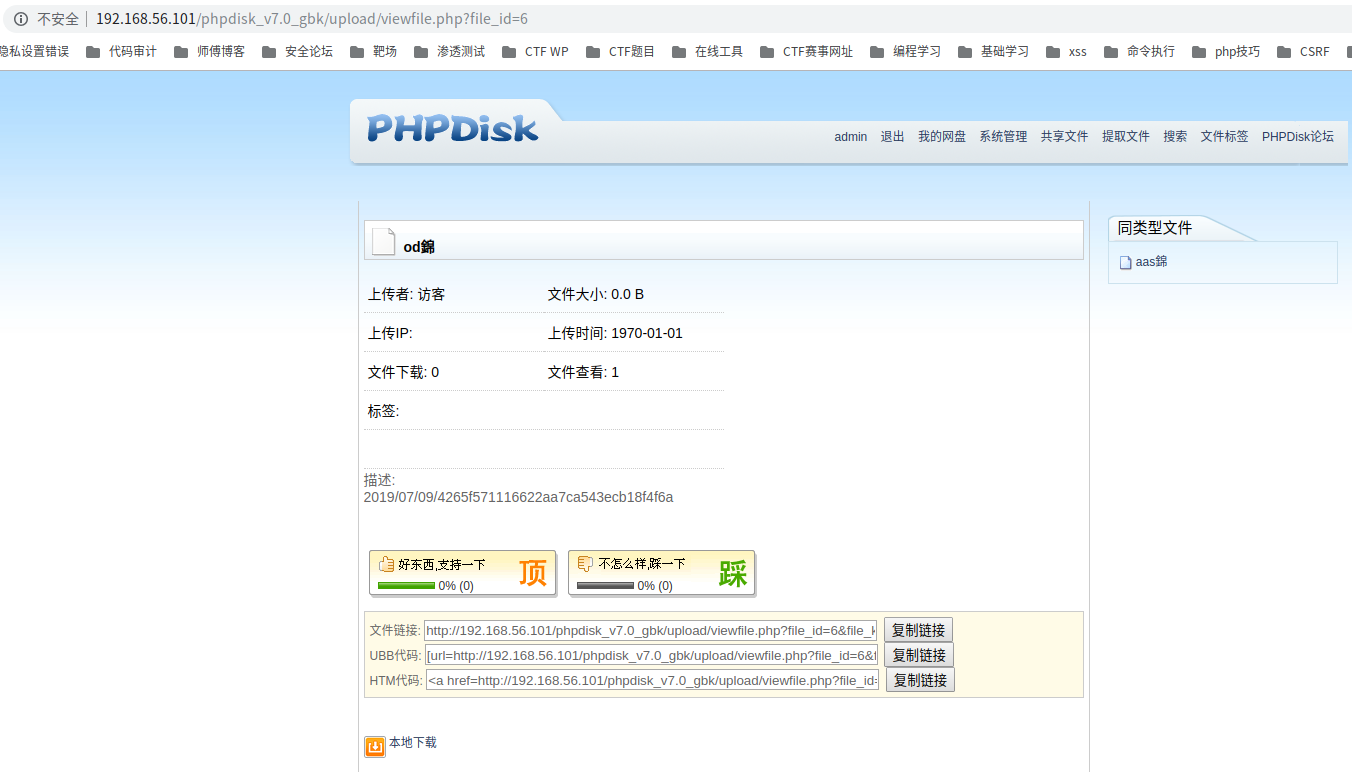 不安全 192.168.56.101/phpdisk_v7.0_gbk/upload/viewfile.php?file_id=6
隐私设置错误 代码审计 师傅博客 安全论坛 靶场 渗透测试 CTF WP CTF题目 在线工具 CTF赛事网址 编程学习 基础学习 xss 命令执行 php技巧 CSRF
PHPDisk
admin 退出 我的网盘 系统管理 共享文件 提取文件 搜索 文件标签 PHPDisk论坛
od錦
上传者: 访客 文件大小: 0.0 B
上传IP: 上传时间: 1970-01-01
文件下载: 0 文件查看: 1
标签:
描述:
2019/07/09/4265f571116622aa7ca543ecb18f4f6a
好东西,支持一下 顶
0% (0)
不怎么样,踩一下 踩
0% (0)
文件链接: http://192.168.56.101/phpdisk_v7.0_gbk/upload/viewfile.php?file_id=6&file_k 复制链接
UBB代码: [url=http://192.168.56.101/phpdisk_v7.0_gbk/upload/viewfile.php?file_id=6&f 复制链接
HTM代码: <a href=http://192.168.56.101/phpdisk_v7.0_gbk/upload/viewfile.php?file_id= 复制链接
本地下载
同类型文件
aas錦